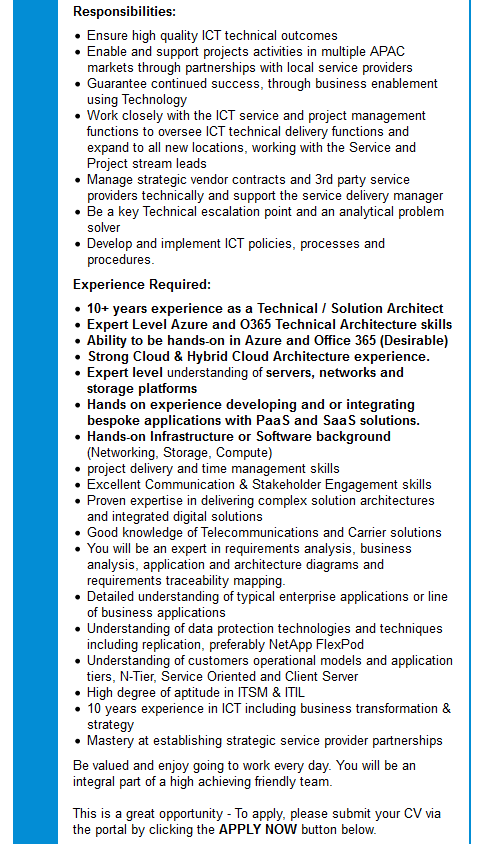 Responsibilities:
• Ensure high quality ICT technical outcomes
• Enable and support projects activities in multiple APAC
markets through partnerships with local service providers
• Guarantee continued success, through business enablement
using Technology
• Work closely with the ICT service and project management
functions to oversee ICT technical delivery functions and
expand to all new locations, working with the Service and
Project stream leads
• Manage strategic vendor contracts and 3rd party service
providers technically and support the service delivery manager
• Be a key Technical escalation point and an analytical problem
solver
• Develop and implement ICT policies, processes and
procedures.
Experience Required:
• 10+ years experience as a Technical / Solution Architect
• Expert Level Azure and O365 Technical Architecture skills
• Ability to be hands-on in Azure and Office 365 (Desirable)
• Strong Cloud & Hybrid Cloud Architecture experience.
• Expert level understanding of servers, networks and
storage platforms
• Hands on experience developing and or integrating
bespoke applications with PaaS and SaaS solutions.
• Hands-on Infrastructure or Software background
(Networking, Storage, Compute)
• project delivery and time management skills
• Excellent Communication & Stakeholder Engagement skills
• Proven expertise in delivering complex solution architectures
and integrated digital solutions
• Good knowledge of Telecommunications and Carrier solutions
• You will be an expert in requirements analysis, business
analysis, application and architecture diagrams and
requirements traceability mapping.
• Detailed understanding of typical enterprise applications or line
of business applications
• Understanding of data protection technologies and techniques
including replication, preferably NetApp FlexPod
• Understanding of customers operational models and application
tiers, N-Tier, Service Oriented and Client Server
• High degree of aptitude in ITSM & ITIL
• 10 years experience in ICT including business transformation &
strategy
• Mastery at establishing strategic service provider partnerships
Be valued and enjoy going to work every day. You will be an
integral part of a high achieving friendly team.
This is a great opportunity - To apply, please submit your CV via
the portal by clicking the APPLY NOW button below.